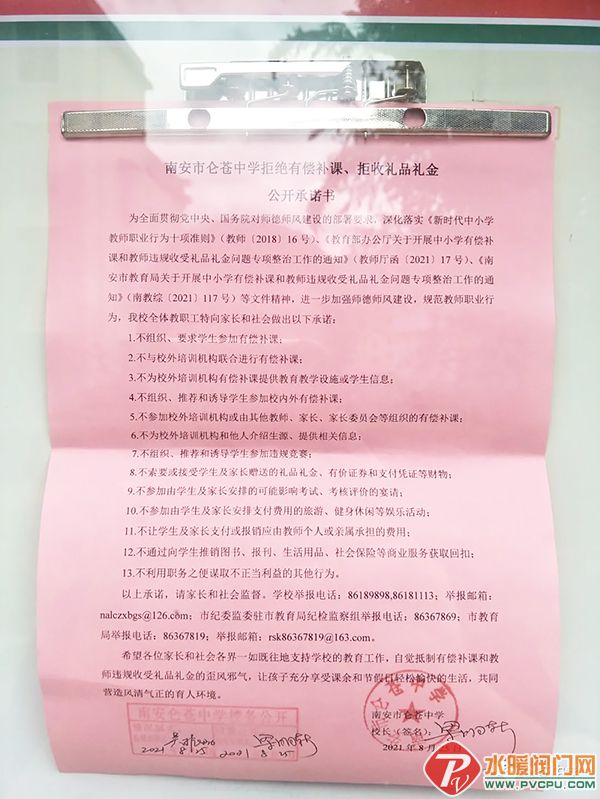 南安市仑苍中学拒绝有偿补课、拒收礼品礼金
公开承诺书
为全面贯彻党中央、国务院对师德师风建设的部署要求，深化落实《新时代中小学
教师职业行为十项准则》（教师〔2018〕16 号）、《教育部办公厅关于开展中小学有偿补
课和教师违规收受礼品礼金问题专项整治工作的通知》（教师厅函〔2021〕17 号）、《南
安市教育局关于开展中小学有偿补课和教师违规收受礼品礼金问题专项整治工作的通
知》（南教综〔2021〕117 号）等文件精神，进一步加强师德师风建设，规范教师职业行
为，我校全体教职工特向家长和社会做出以下承诺：
1.不组织、要求学生参加有偿补课；
2.不与校外培训机构联合进行有偿补课；
3.不为校外培训机构有偿补课提供教育教学设施或学生信息；
4.不组织、推荐和诱导学生参加校内外有偿补课；
5.不参加校外培训机构或由其他教师、家长、家长委员会等组织的有偿补课；
6.不为校外培训机构和他人介绍生源、提供相关信息；
7.不组织、推荐和诱导学生参加违规竞赛；
8.不索要或接受学生及家长赠送的礼品礼金、有价证券和支付凭证等财物；
9.不参加由学生及家长安排的可能影响考试、考核评价的宴请；
10.不参加由学生及家长安排支付费用的旅游、健身休闲等娱乐活动；
11.不让学生及家长支付或报销应由教师个人或亲属承担的费用；
12.不通过向学生推销图书、报刊、生活用品、社会保险等商业服务获取回扣；
13.不利用职务之便谋取不正当利益的其他行为。
以上承诺，请家长和社会监督。学校举报电话：86189898,86181113；举报邮箱：
nalczxbgs@126.com；市纪委监委驻市教育局纪检监察组举报电话：86367869；市教育
局举报电话：86367819；举报邮箱：rsk86367819@163.com。
希望各位家长和社会各界一如既往地支持学校的教育工作，自觉抵制有偿补课和教
师违规收受礼品礼金的歪风邪气，让孩子充分享受课余和节假日轻松愉快的生活，共同
营造风清气正的育人环境。
南安仑苍中学榜务公开
南安市仑苍中学
校长（签名）：
2021 年 8 月 25 日
2021 8/25
2021 8/25
水暖阀门网
WWW.PVCPU.COM